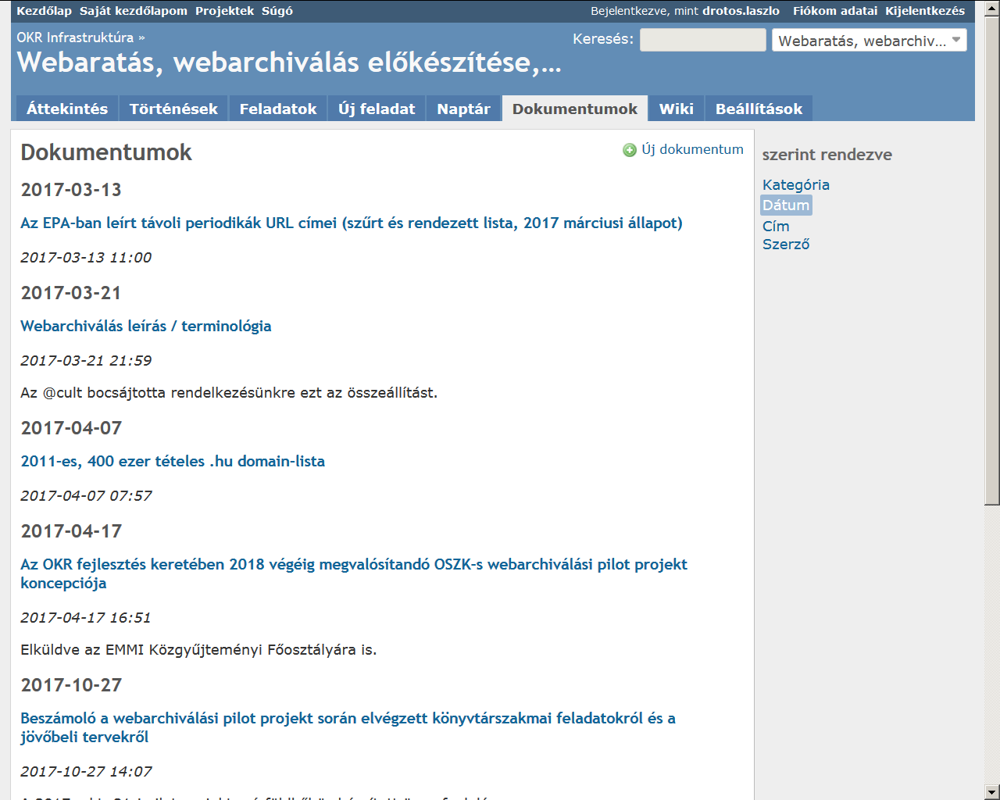 Kezdőlap Saját kezdőlapom Projektek Súgó Bejelentkezve, mint drotos.laszlo Fiókom adatai Kijelentkezés
OKR Infrastruktúra » Keresés: Webaratás, webarchiv...
Webaratás, webarchiválás előkészítése,...
Áttekintés Történések Feladatok Új feladat Naptár Dokumentumok Wiki Beállítások
Dokumentumok Új dokumentum
2017-03-13
Az EPA-ban leírt távoli periodikák URL címei (szűrt és rendezett lista, 2017 márciusi állapot)
2017-03-13 11:00
2017-03-21
Webarchiválás leírás / terminológia
2017-03-21 21:59
Az @cult bocsájtotta rendelkezésünkre ezt az összeállítást.
2017-04-07
2011-es, 400 ezer tételes .hu domain-lista
2017-04-07 07:57
2017-04-17
Az OKR fejlesztés keretében 2018 végéig megvalósítandó OSZK-s webarchiválási pilot projekt
koncepciója
2017-04-17 16:51
Elküldve az EMMI Közgyűjteményi Főosztályára is.
2017-10-27
Beszámoló a webarchiválási pilot projekt során elvégzett könyvtárszakmai feladatokról és a
jövőbeli tervekről
2017-10-27 14:07
szerint rendezve
Kategória
Dátum
Cím
Szerző